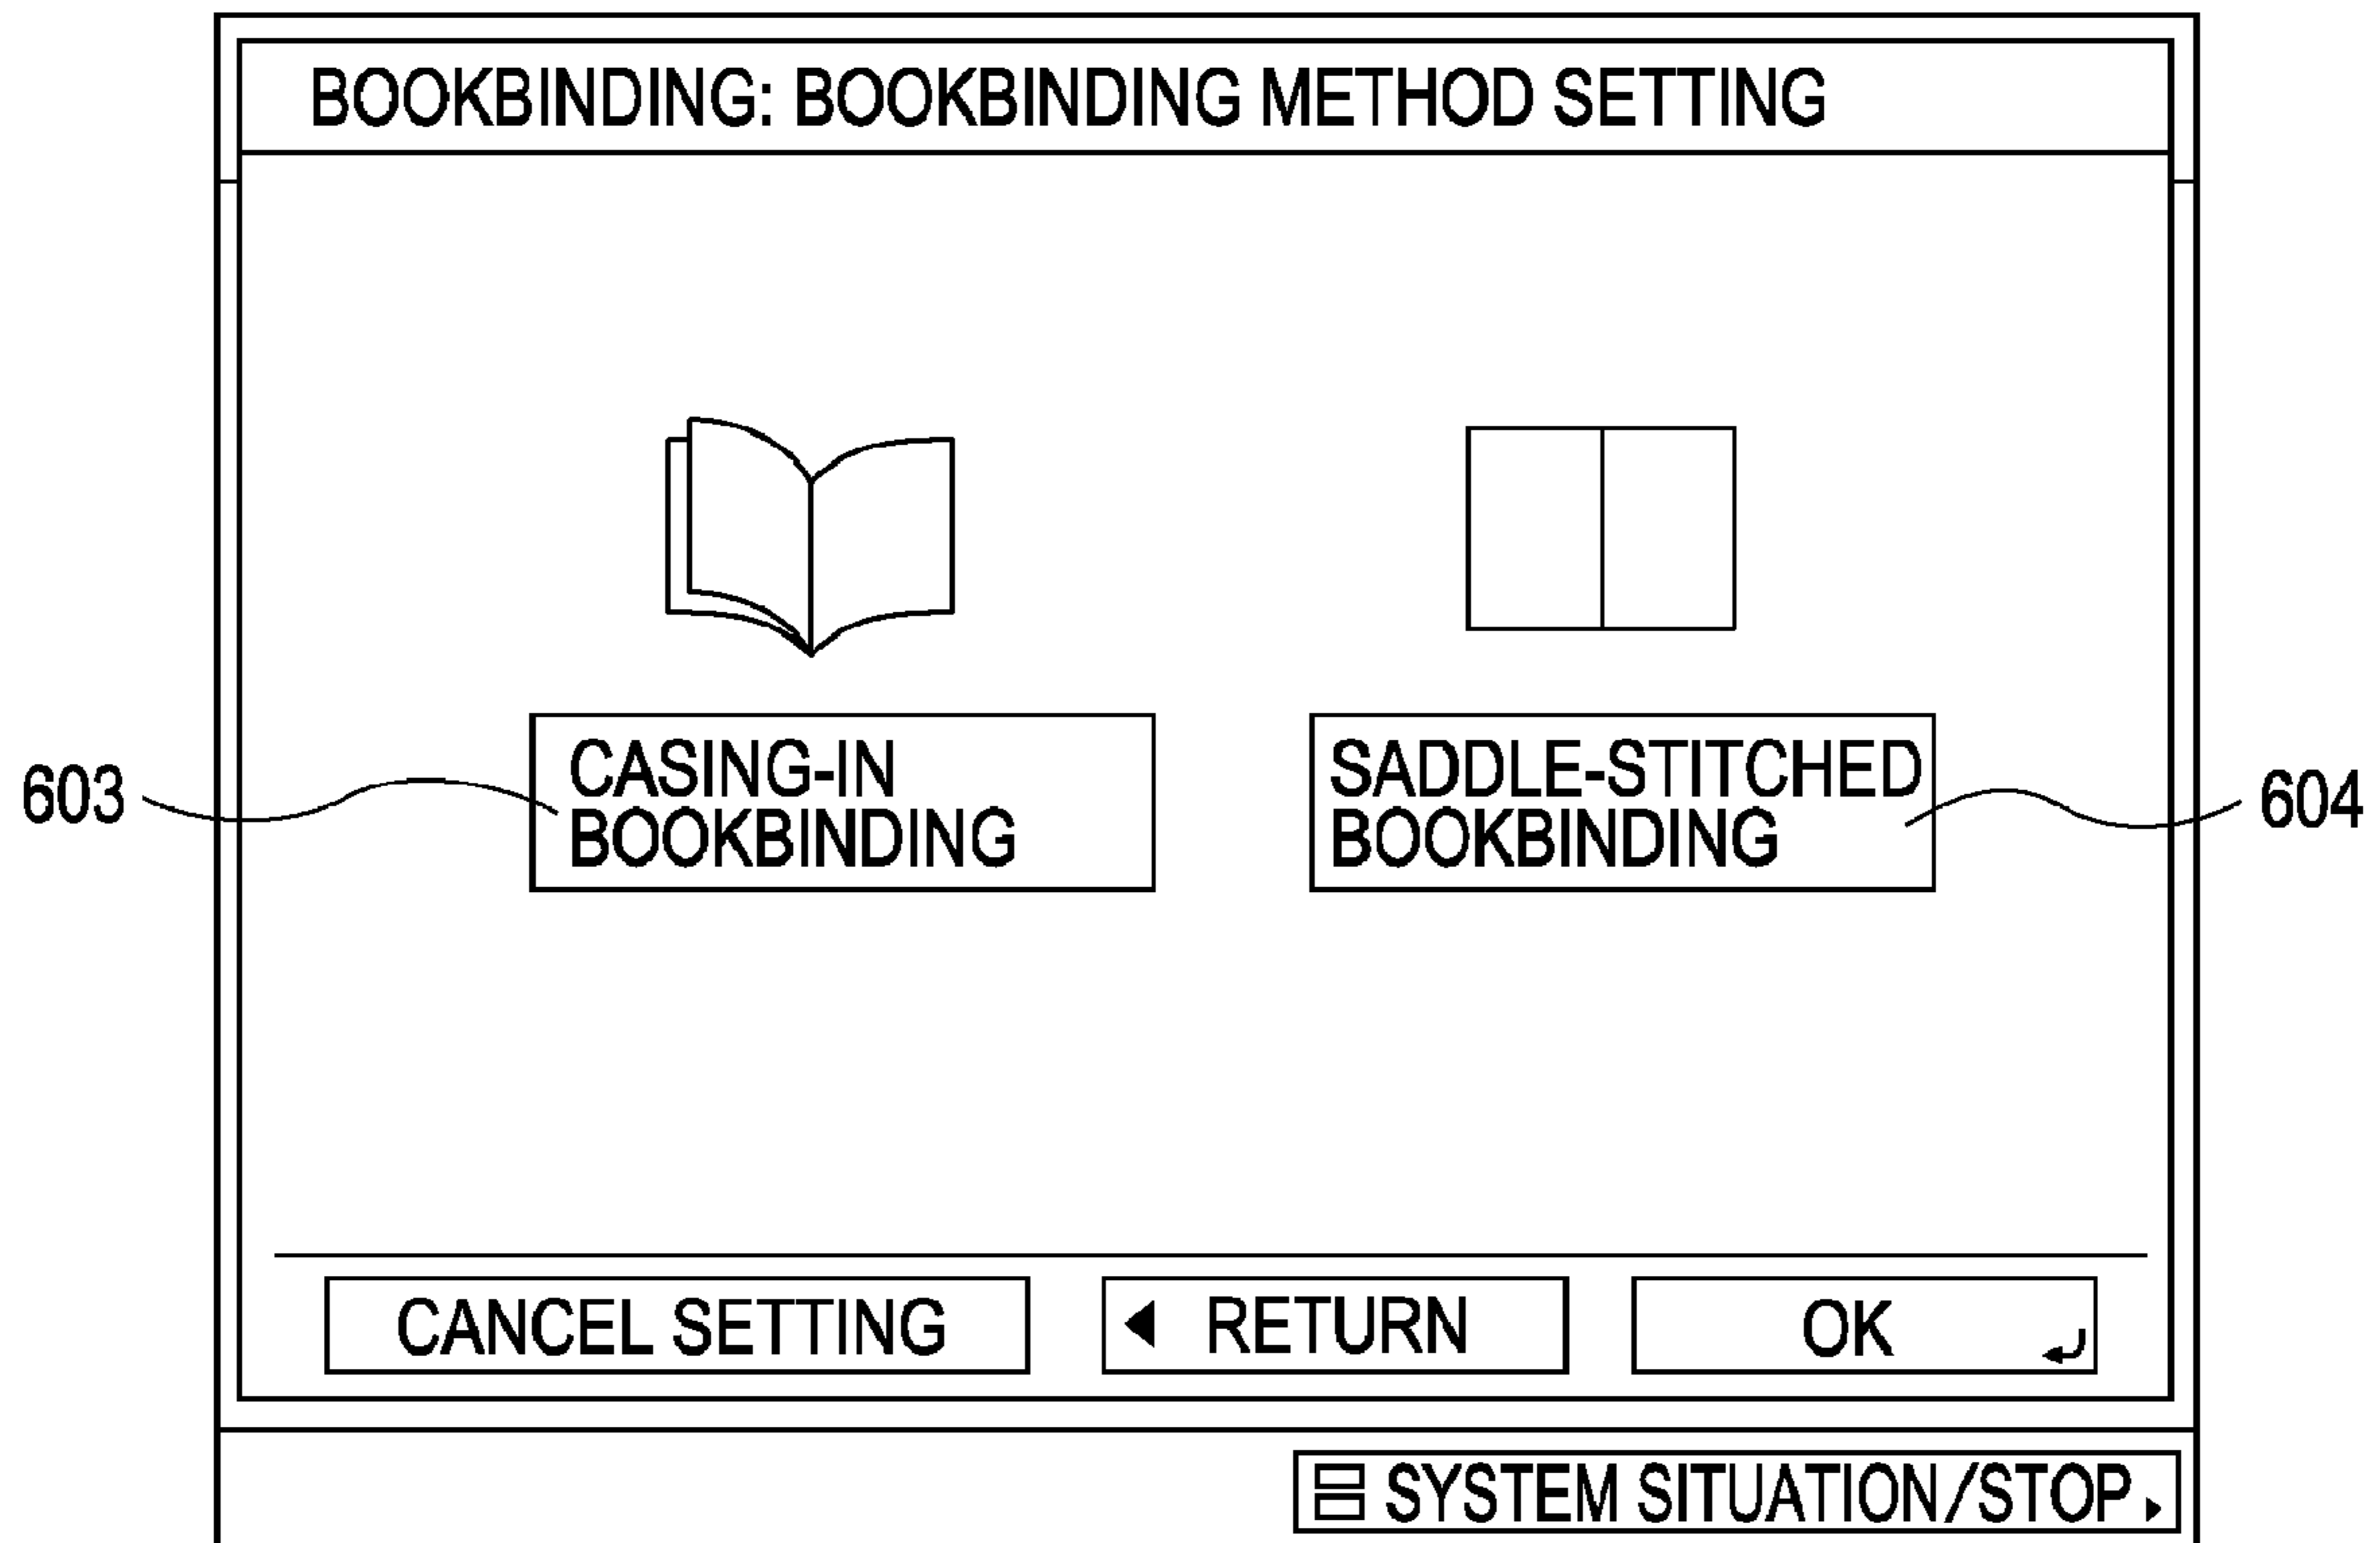 BOOKBINDING: BOOKBINDING METHOD SETTING
603
CASING-IN
BOOKBINDING
SADDLE-STITCHED
BOOKBINDING
604
CANCEL SETTING
RETURN
OK
SYSTEM SITUATION/STOP